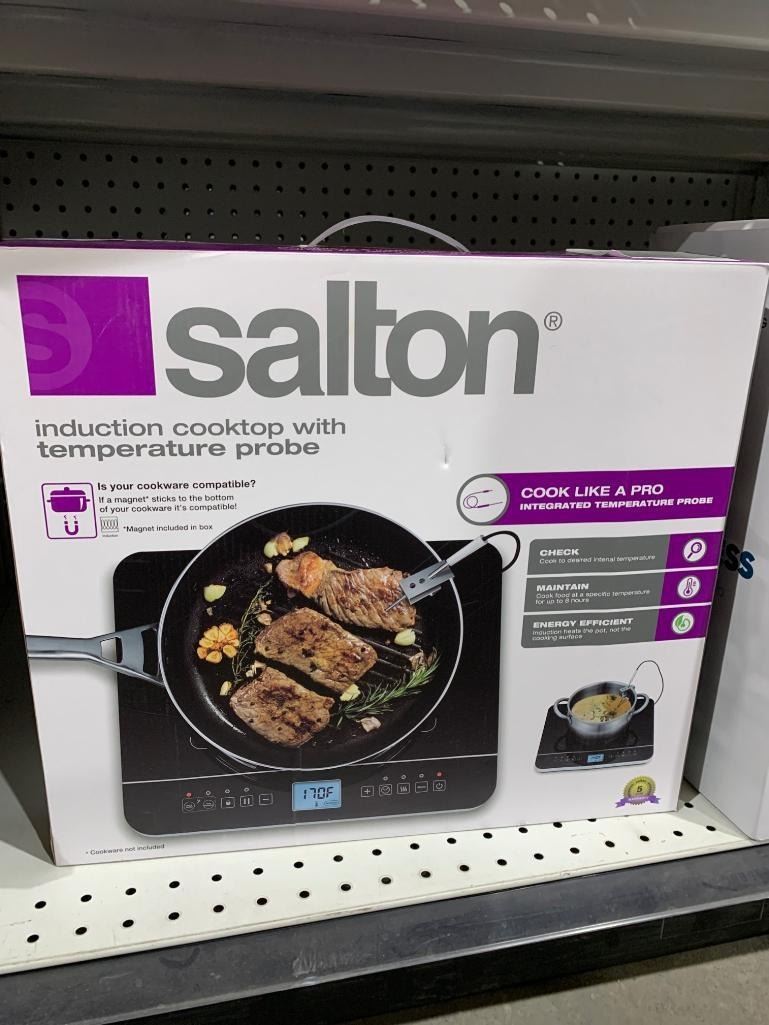 salton®
induction cooktop with
temperature probe
Is your cookware compatible?
If a magnet* sticks to the bottom
of your cookware it's compatible!
*Magnet included in box
Induction
COOK LIKE A PRO
INTEGRATED TEMPERATURE PROBE
CHECK
Cook to desired internal temperature
MAINTAIN
Cook food at a specific temperature
for up to 8 hours
ENERGY EFFICIENT
Induction heats the pot, not the
cooking surface
170F
5
* Cookware not included
ss